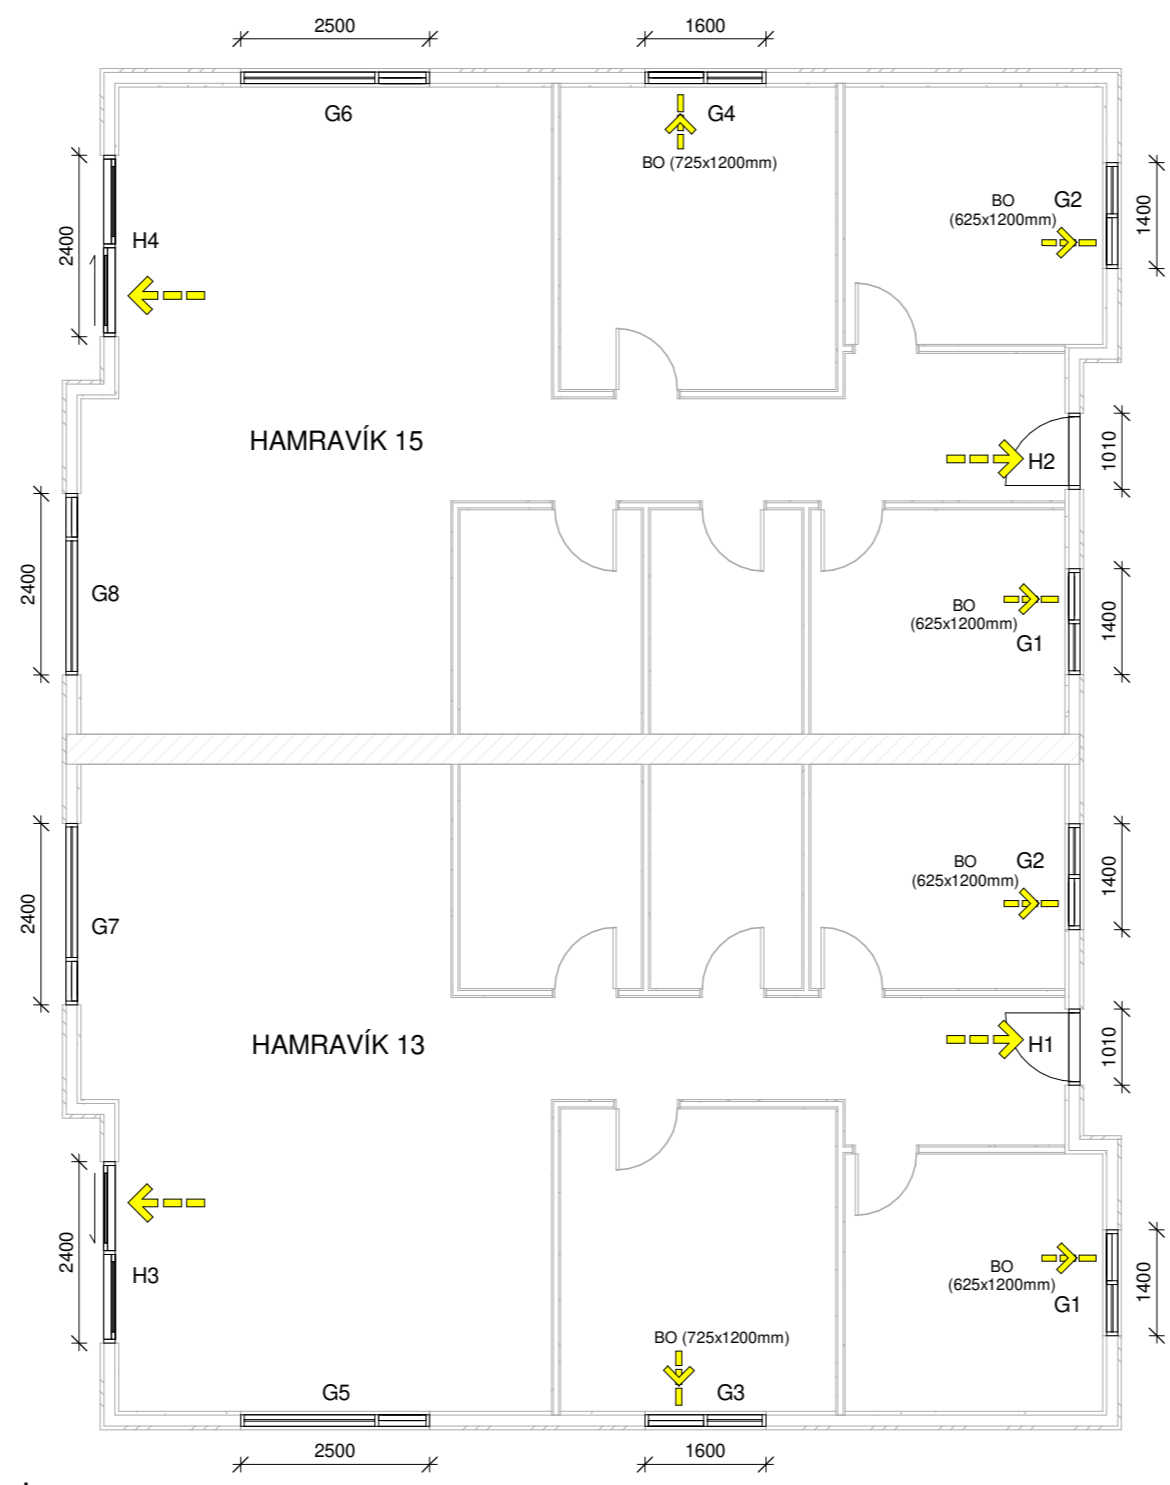 2500
1600
G6
G4
BO (725x1200mm)
BO
(625x1200mm)
G2
1400
2400
H4
HAMRAVÍK 15
H2
1010
2400
G8
BO
(625x1200mm)
G1
1400
2400
G7
BO
(625x1200mm)
G2
1400
HAMRAVÍK 13
H1
1010
2400
H3
BO
(625x1200mm)
G1
1400
BO (725x1200mm)
G5
G3
2500
1600